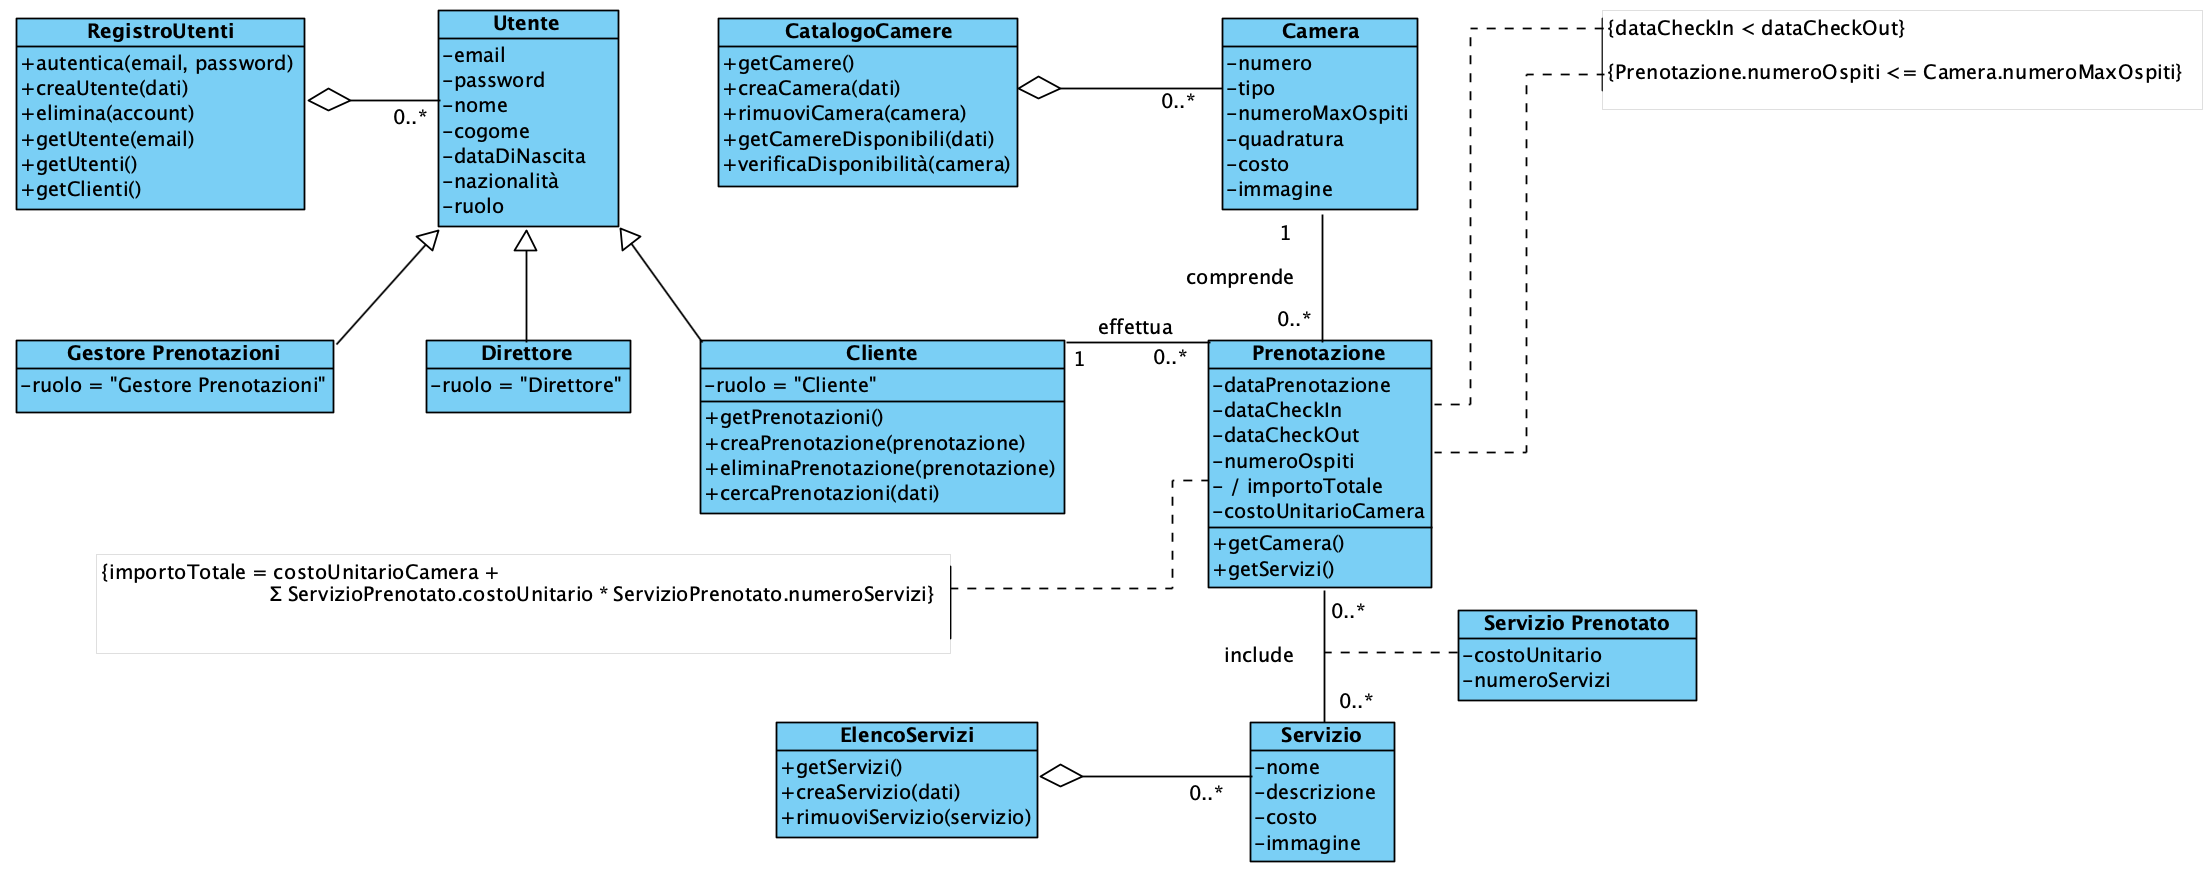 RegistroUtenti
+autentica(email, password)
+creaUtente(dati)
+elimina(account)
+getUtente(email)
+getUtenti()
+getClienti()
0..*
Utente
-email
-password
-nome
-cogome
-dataDiNascita
-nazionalità
-ruolo
CatalogoCamere
+getCamere()
+creaCamera(dati)
+rimuoviCamera(camera)
+getCamereDisponibili(dati)
+verificaDisponibilità(camera)
0..*
Camera
-numero
-tipo
-numeroMaxOspiti
-quadratura
-costo
-immagine
{dataCheckIn < dataCheckOut}
{Prenotazione.numeroOspiti <= Camera.numeroMaxOspiti}
1
comprende
0..*
Gestore Prenotazioni
-ruolo = "Gestore Prenotazioni"
Direttore
-ruolo = "Direttore"
Cliente
-ruolo = "Cliente"
+getPrenotazioni()
+creaPrenotazione(prenotazione)
+eliminaPrenotazione(prenotazione)
+cercaPrenotazioni(dati)
effettua
1
0..*
Prenotazione
-dataPrenotazione
-dataCheckIn
-dataCheckOut
-numeroOspiti
- / importoTotale
-costoUnitarioCamera
+getCamera()
+getServizi()
{importoTotale = costoUnitarioCamera +
Σ ServizioPrenotato.costoUnitario * ServizioPrenotato.numeroServizi}
0..*
include
0..*
Servizio Prenotato
-costoUnitario
-numeroServizi
ElencoServizi
+getServizi()
+creaServizio(dati)
+rimuoviServizio(servizio)
0..*
Servizio
-nome
-descrizione
-costo
-immagine